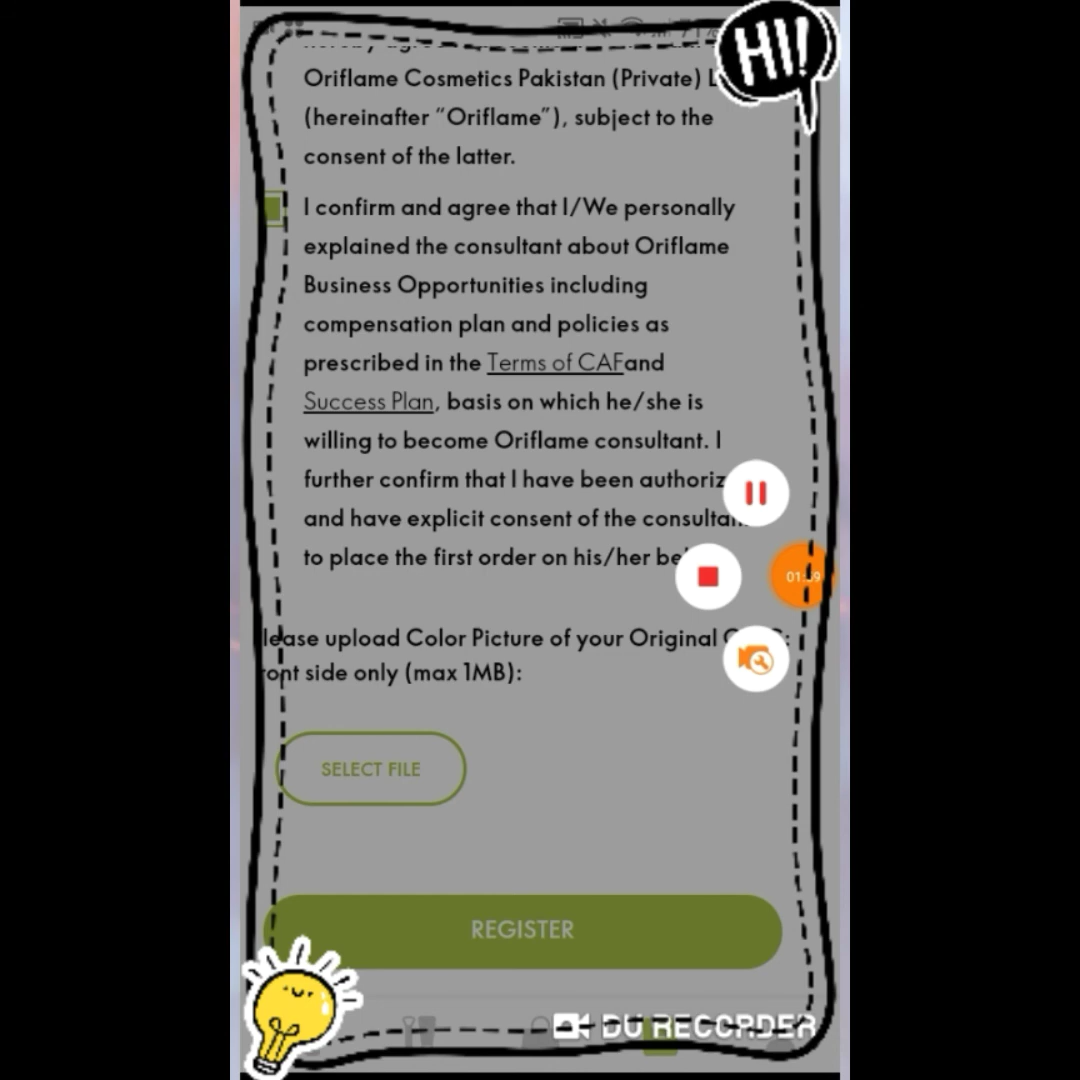 HI!
Oriflame Cosmetics Pakistan (Private)
(hereinafter “Oriflame”), subject to the
consent of the latter.
I confirm and agree that I/We personally
explained the consultant about Oriflame
Business Opportunities including
compensation plan and policies as
prescribed in the Terms of CAFand
Success Plan, basis on which he/she is
willing to become Oriflame consultant. I
further confirm that I have been
and have explicit consent of the
to place the first order on his/her
upload Color Picture of your Original
side only (max 1MB):
SELECT FILE
REGISTER
DU RECORDER